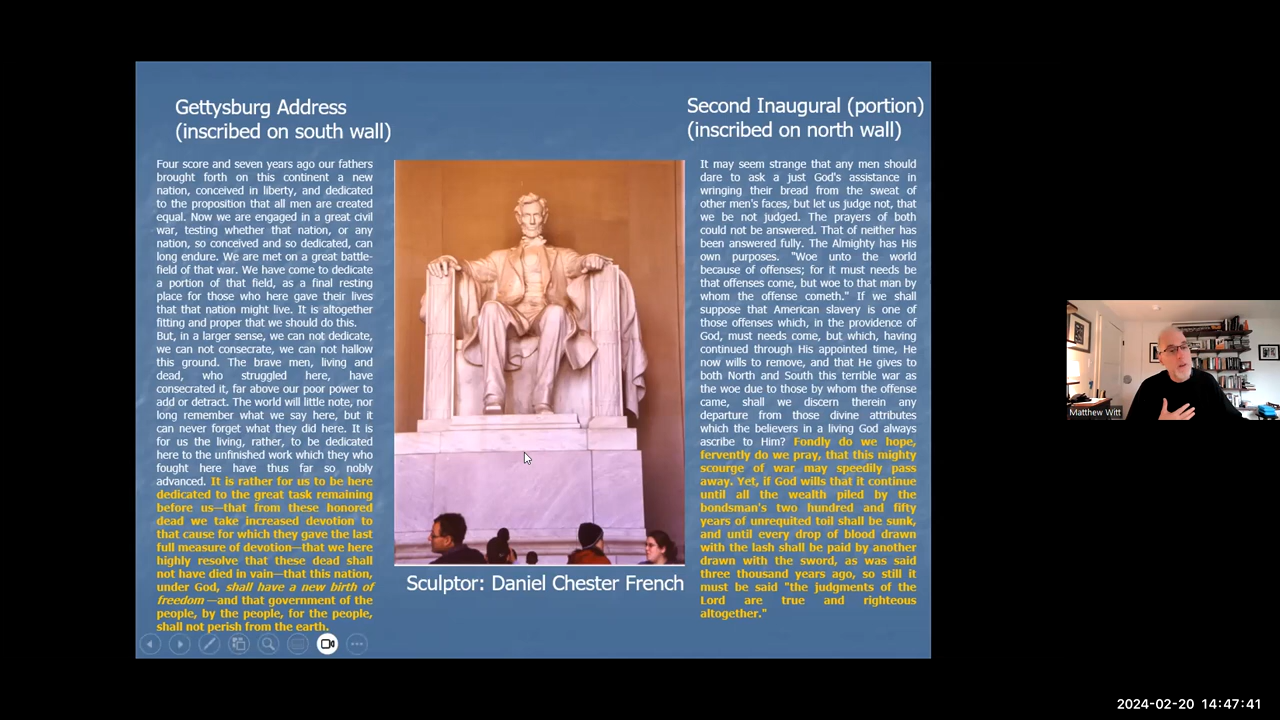 Gettysburg Address
(inscribed on south wall)
Four score and seven years ago our fathers
brought forth on this continent a new
nation, conceived in liberty, and dedicated
to the proposition that all men are created
equal. Now we are engaged in a great civil
war, testing whether that nation, or any
nation, so conceived and so dedicated, can
long endure. We are met on a great battle-
field of that war. We have come to dedicate
a portion of that field, as a final resting
place for those who here gave their lives
that that nation might live. It is altogether
fitting and proper that we should do this.
But, in a larger sense, we can not dedicate,
we can not consecrate, we can not hallow
this ground. The brave men, living and
dead, who struggled here, have
consecrated it, far above our poor power to
add or detract. The world will little note, nor
long remember what we say here, but it
can never forget what they did here. It is
for us the living, rather, to be dedicated
here to the unfinished work which they who
fought here have thus far so nobly
advanced. It is rather for us to be here
dedicated to the great task remaining
before us—that from these honored
dead we take increased devotion to
that cause for which they gave the last
full measure of devotion—that we here
highly resolve that these dead shall
not have died in vain—that this nation,
under God, shall have a new birth of
freedom—and that government of the
people, by the people, for the people,
shall not perish from the earth.
Sculptor: Daniel Chester French
Second Inaugural (portion)
(inscribed on north wall)
It may seem strange that any men should
dare to ask a just God's assistance in
wringing their bread from the sweat of
other men's faces, but let us judge not, that
we be not judged. The prayers of both
could not be answered. That of neither has
been answered fully. The Almighty has His
own purposes. "Woe unto the world
because of offenses; for it must needs be
that offenses come, but woe to that man by
whom the offense cometh." If we shall
suppose that American slavery is one of
those offenses which, in the providence of
God, must needs come, but which, having
continued through His appointed time, He
now wills to remove, and that He gives to
both North and South this terrible war as
the woe due to those by whom the offense
came, shall we discern therein any
departure from those divine attributes
which the believers in a living God always
ascribe to Him? Fondly do we hope,
fervently do we pray, that this mighty
scourge of war may speedily pass
away. Yet, if God wills that it continue
until all the wealth piled by the
bondsman's two hundred and fifty
years of unrequited toil shall be sunk,
and until every drop of blood drawn
with the lash shall be paid by another
drawn with the sword, as was said
three thousand years ago, so still it
must be said "the judgments of the
Lord are true and righteous
altogether."
Matthew Witt
2024-02-20 14:47:41